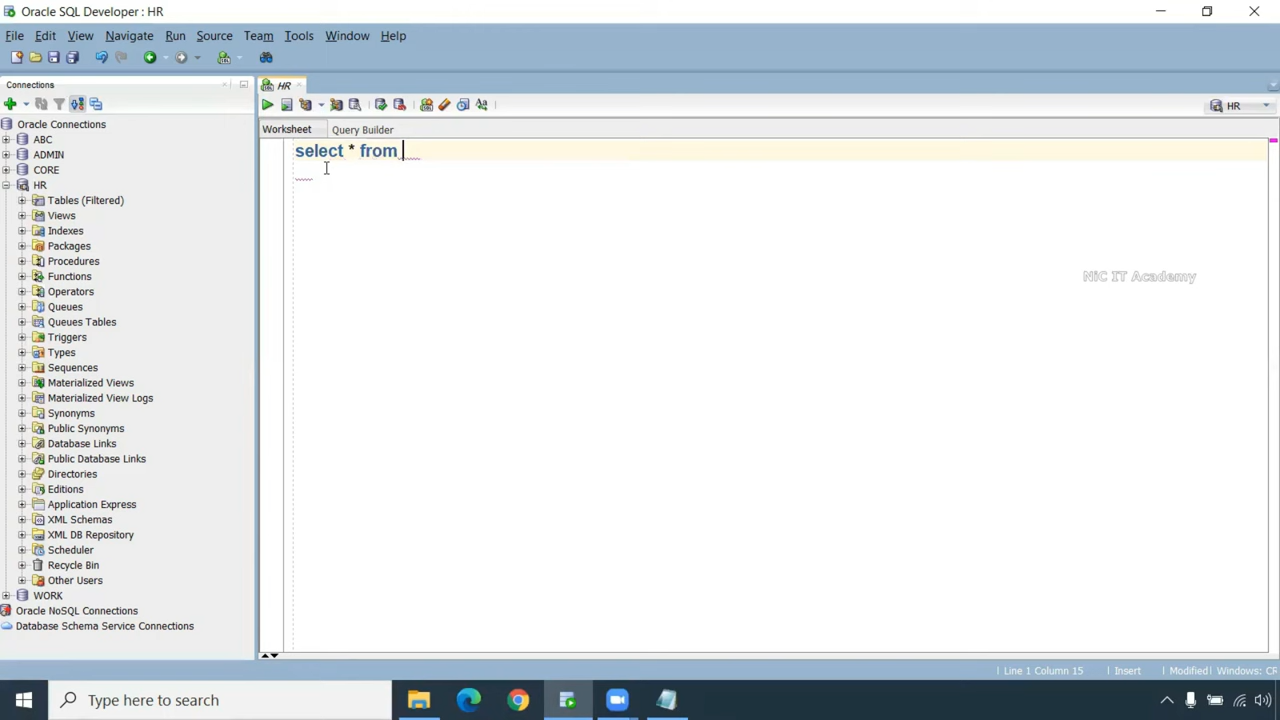 Oracle SQL Developer : HR
File Edit View Navigate Run Source Team Tools Window Help
Connections
HR
HR
Worksheet Query Builder
Oracle Connections
ABC
ADMIN
CORE
HR
Tables (Filtered)
Views
Indexes
Packages
Procedures
Functions
Operators
Queues
Queues Tables
Triggers
Types
Sequences
Materialized Views
Materialized View Logs
Synonyms
Public Synonyms
Database Links
Public Database Links
Directories
Editions
Application Express
XML Schemas
XML DB Repository
Scheduler
Recycle Bin
Other Users
WORK
Oracle NoSQL Connections
Database Schema Service Connections
select * from
NiC IT Academy
Line 1 Column 15 Insert Modified Windows: CR
Type here to search